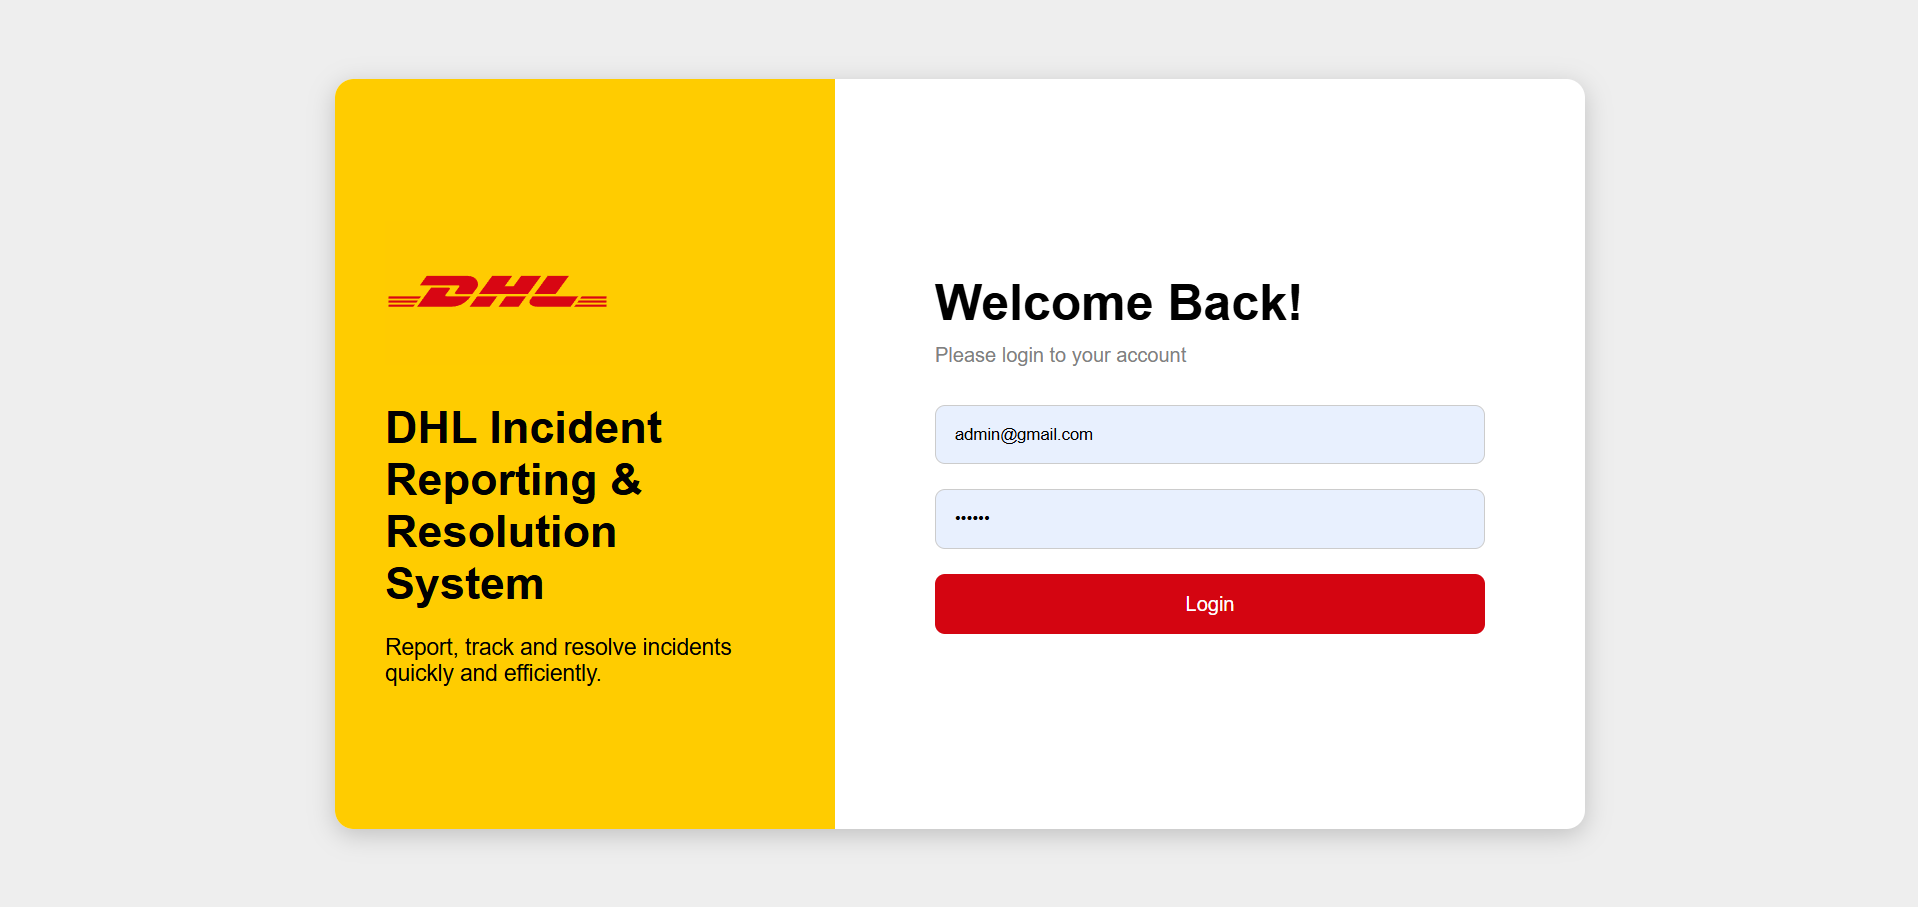 DHL
DHL Incident
Reporting &
Resolution
System
Report, track and resolve incidents
quickly and efficiently.
Welcome Back!
Please login to your account
admin@gmail.com
••••••
Login